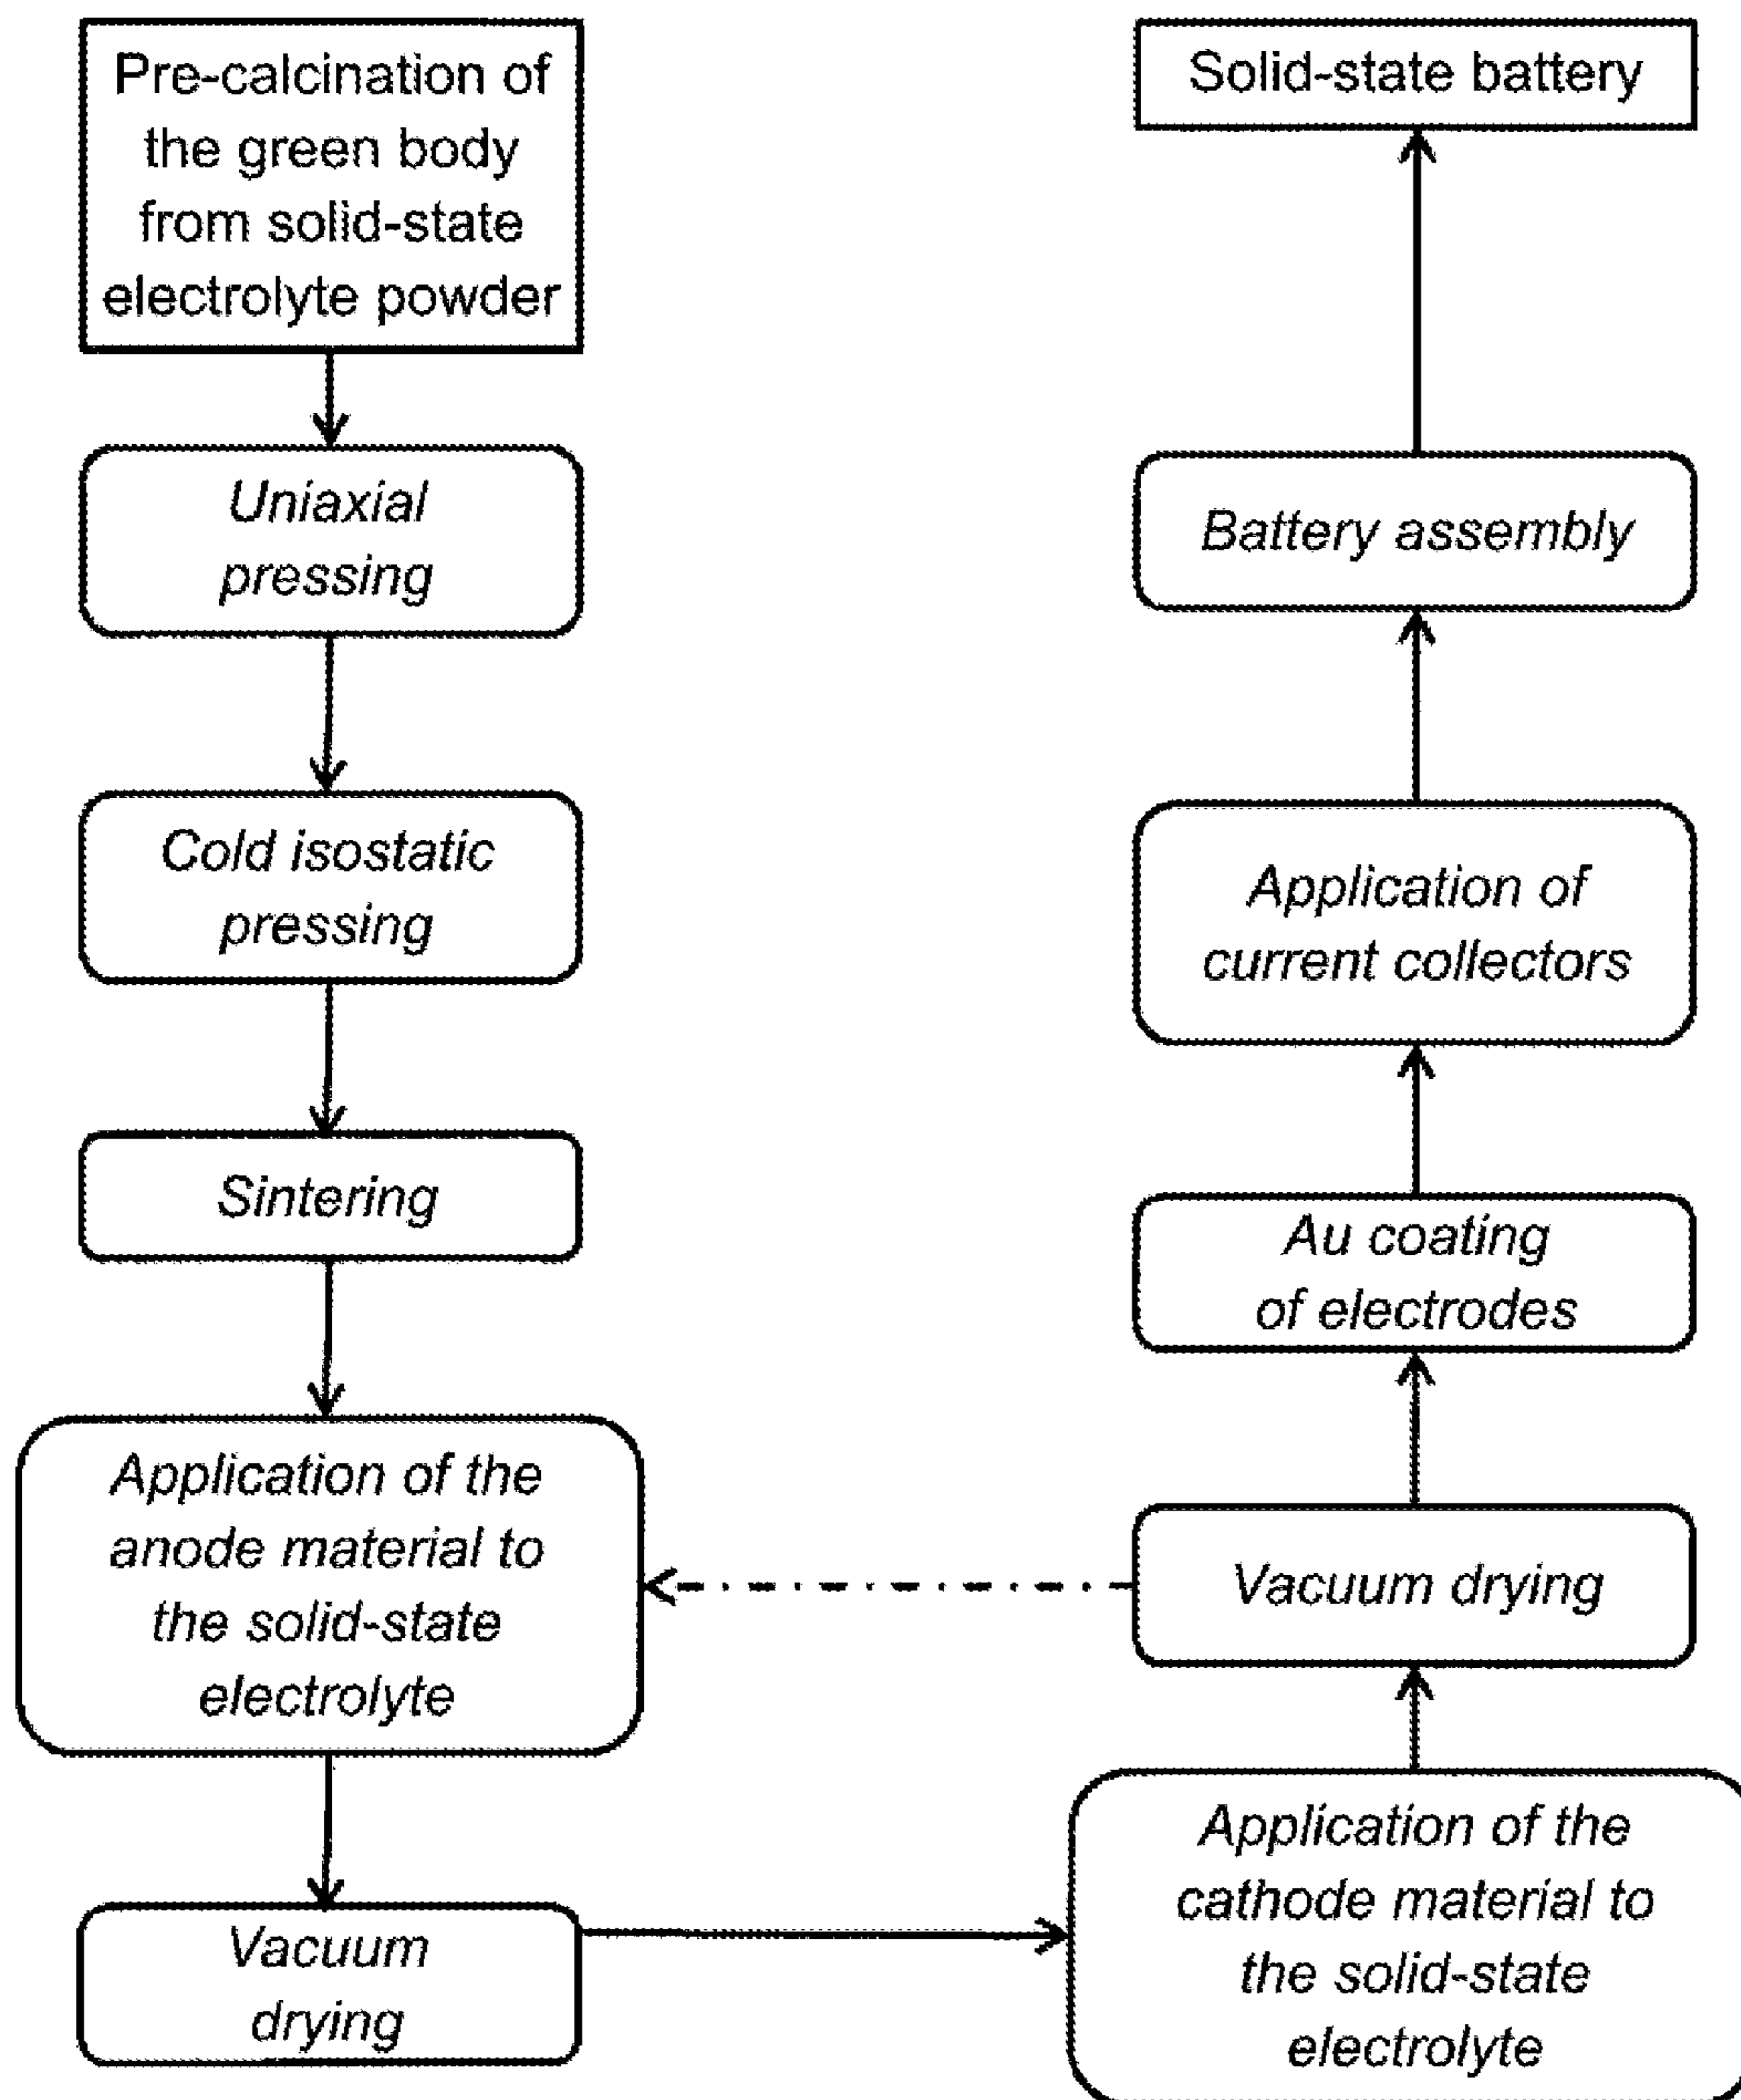 Pre-calcination of
the green body
from solid-state
electrolyte powder
Uniaxial
pressing
Cold isostatic
pressing
Sintering
Application of the
anode material to
the solid-state
electrolyte
Vacuum
drying
Application of the
cathode material to
the solid-state
electrolyte
Vacuum drying
Au coating
of electrodes
Application of
current collectors
Battery assembly
Solid-state battery